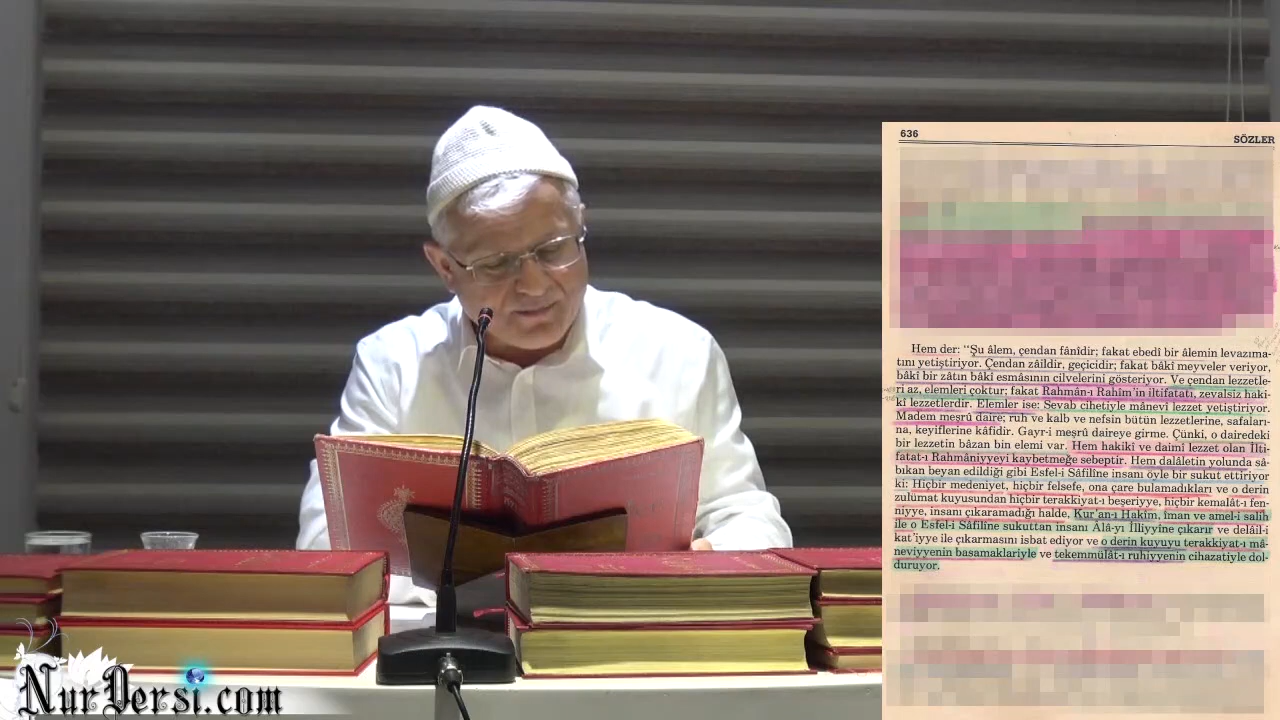 636
SÖZLER
Hem der: "Şu âlem, çendan fânîdir; fakat ebedî bir âlemin levazıma-
tını yetiştiriyor. Çendan zâildir, geçicidir; fakat bâki meyveler veriyor,
bâkî bir zâtın bâki esmâsının cilvelerini gösteriyor. Ve çendan lezzetle-
ri az, elemleri çoktur; fakat Rahmân-ı Rahîm'in iltifatatı, zevalsiz haki-
kî lezzetlerdir. Elemler ise: Sevab cihetiyle mânevî lezzet yetiştiriyor.
Madem meşrû daire; ruh ve kalb ve nefsin bütün lezzetlerine, safaları-
na, keyiflerine kâfidir. Gayr-i meşrû daireye girme. Çünki, o dairedeki
bir lezzetin bâzan bin elemi var. Hem hakikî ve daimî lezzet olan İlti-
fatat-ı Rahmâniyyeyi kaybetmeğe sebeptir. Hem dalâletin yolunda sâ-
bıkan beyan edildiği gibi Esfel-i Sâfilîne insanı öyle bir sukut ettiriyor
ki: Hiçbir medeniyet, hiçbir felsefe, ona çare bulamadıkları ve o derin
zulümat kuyusundan hiçbir terakkiyat-ı beşeriyye, hiçbir kemalât-ı fen-
niyye, insanı çıkaramadığı halde, Kur'an-ı Hakîm, îman ve amel-i salih
ile o Esfel-i Sâfilîne sukuttan insanı Âlâ-yı İlliyyîne çıkarır ve delâil-i
kat'iyye ile çıkarmasını isbat ediyor ve o derin kuyuyu terakkiyat-ı mâ-
neviyyenin basamaklariyle ve tekemmülât-ı ruhiyyenin cihazatiyle dol-
duruyor.
NurDersi.com